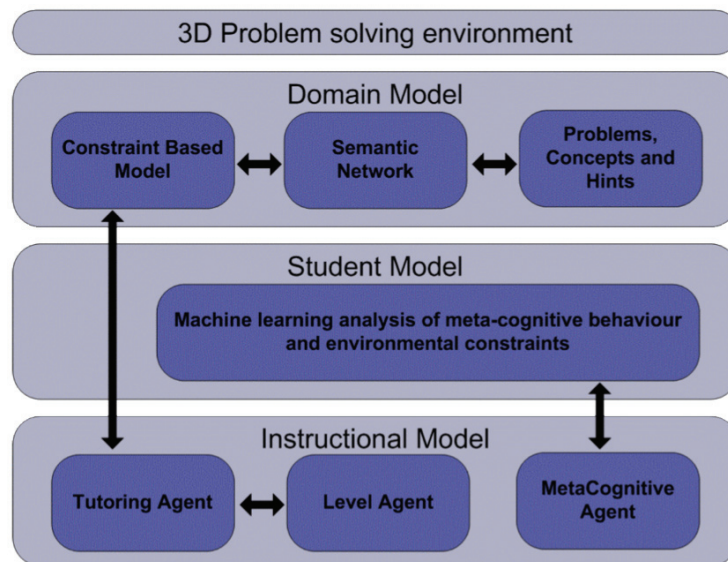 3D Problem solving environment
Domain Model
Constraint Based
Model
Semantic
Network
Problems,
Concepts and
Hints
Student Model
Machine learning analysis of meta-cognitive behaviour
and environmental constraints
Instructional Model
Tutoring Agent
Level Agent
MetaCognitive
Agent